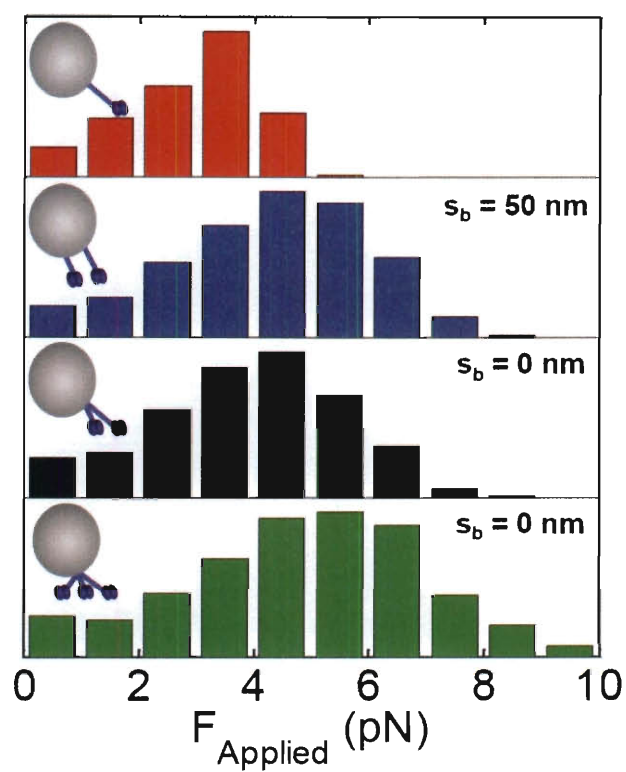 s_b = 50 nm
s_b = 0 nm
s_b = 0 nm
0 2 4 6 8 10
F_Applied (pN)